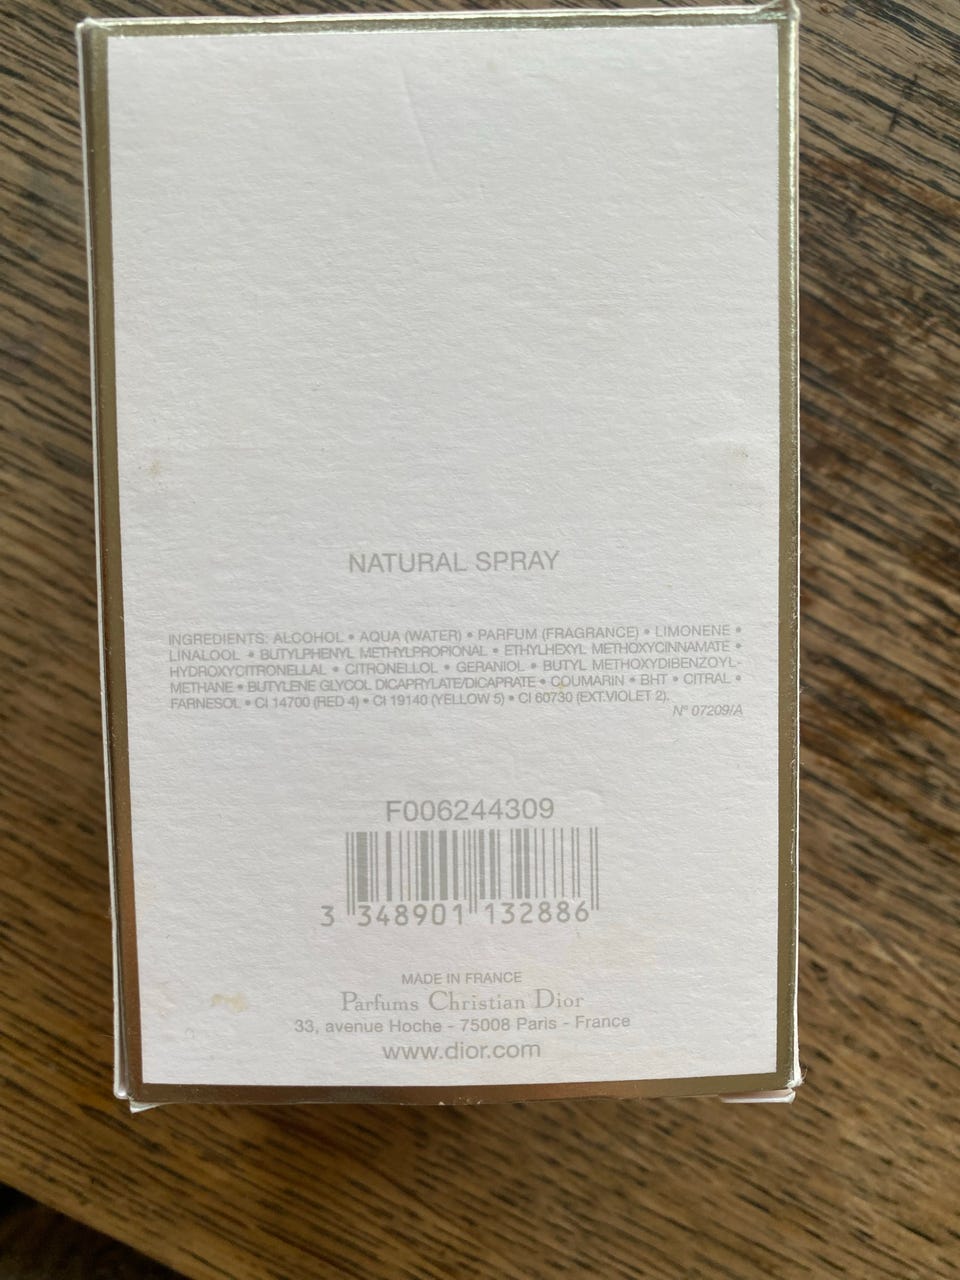 NATURAL SPRAY
INGREDIENTS: ALCOHOL • AQUA (WATER) • PARFUM (FRAGRANCE) • LIMONENE •
LINALOOL • BUTYLPHENYL METHYLPROPIONAL • ETHYLHEXYL METHOXYCINNAMATE •
HYDROXYCITRONELLAL • CITRONELLOL • GERANIOL • BUTYL METHOXYDIBENZOYL-
METHANE • BUTYLENE GLYCOL DICAPRYLATE/DICAPRATE • COUMARIN • BHT • CITRAL •
FARNESOL • CI 14700 (RED 4) • CI 19140 (YELLOW 5) • CI 60730 (EXT.VIOLET 2).
N° 07209/A
F006244309
3 348901 132886
MADE IN FRANCE
Parfums Christian Dior
33, avenue Hoche - 75008 Paris - France
www.dior.com